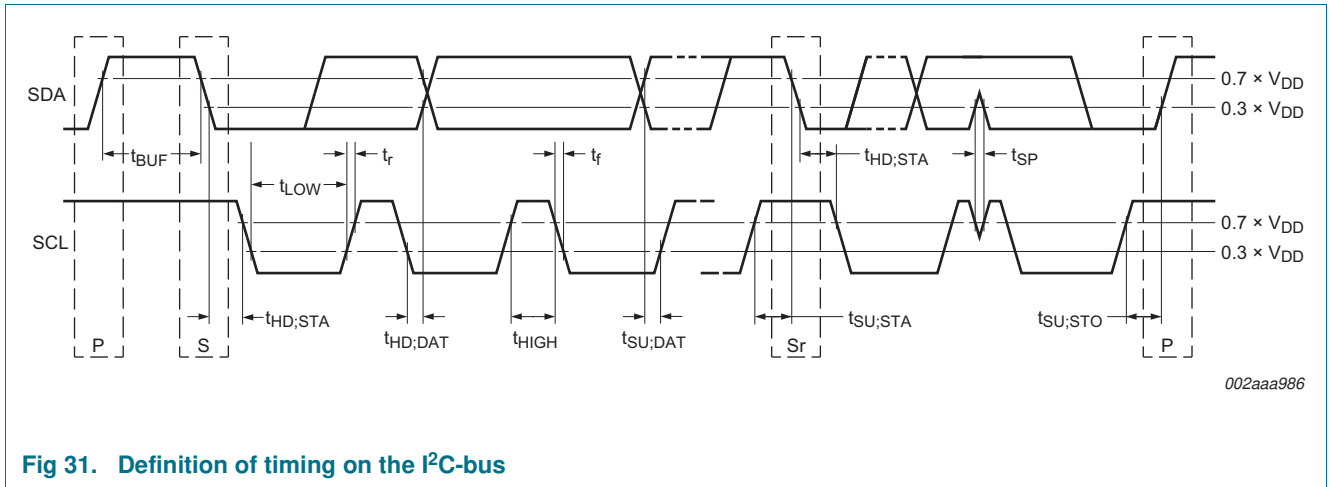 SDA
0.7 × VDD
0.3 × VDD
tBUF
tLOW
tr
tf
tHD;STA
tSP
SCL
0.7 × VDD
0.3 × VDD
tHD;STA
tHD;DAT
tHIGH
tSU;DAT
tSU;STA
tSU;STO
P
S
Sr
P
002aaa986
Fig 31. Definition of timing on the I²C-bus